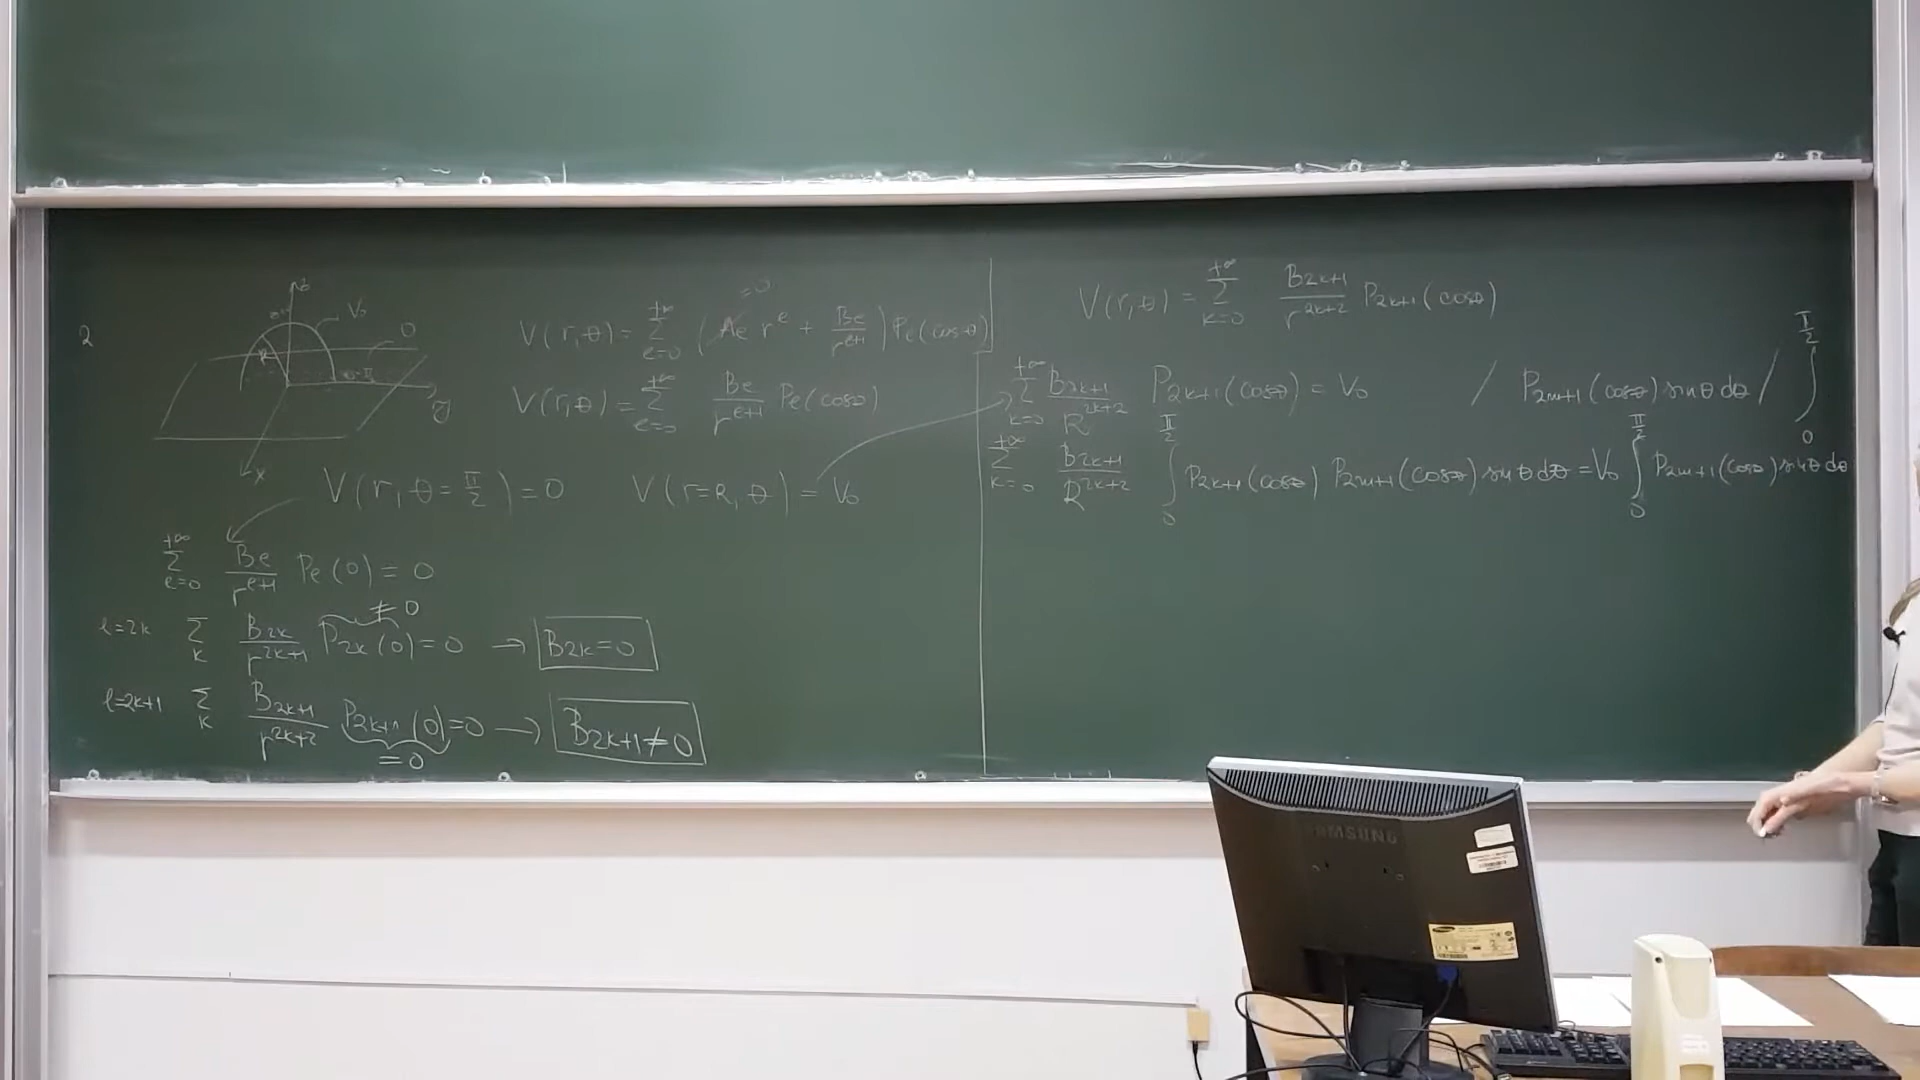 2
z
V₀
0
R
θ=π/2
y
x
=0
V(r,θ) = Σ_{ℓ=0}^{+∞} (A_ℓ r^ℓ + B_ℓ/r^{ℓ+1}) P_ℓ(cosθ)
V(r,θ) = Σ_{ℓ=0}^{+∞} B_ℓ/r^{ℓ+1} P_ℓ(cosθ)
V(r, θ=π/2) = 0   V(r=R, θ) = V₀
Σ_{ℓ=0}^{+∞} B_ℓ/r^{ℓ+1} P_ℓ(0) = 0
≠ 0
ℓ=2k Σ_k B_{2k}/r^{2k+1} P_{2k}(0) = 0 → B_{2k}=0
ℓ=2k+1 Σ_k B_{2k+1}/r^{2k+2} P_{2k+1}(0) = 0 → B_{2k+1}≠0
= 0
V(r,θ) = Σ_{k=0}^{+∞} B_{2k+1}/r^{2k+2} P_{2k+1}(cosθ)
Σ_{k=0}^{+∞} B_{2k+1}/R^{2k+2} P_{2k+1}(cosθ) = V₀ / P_{2m+1}(cosθ) sinθ dθ / ∫_0^{π/2}
Σ_{k=0}^{+∞} B_{2k+1}/R^{2k+2} ∫_0^{π/2} P_{2k+1}(cosθ) P_{2m+1}(cosθ) sinθ dθ = V₀ ∫_0^{π/2} P_{2m+1}(cosθ) sinθ dθ
SAMSUNG